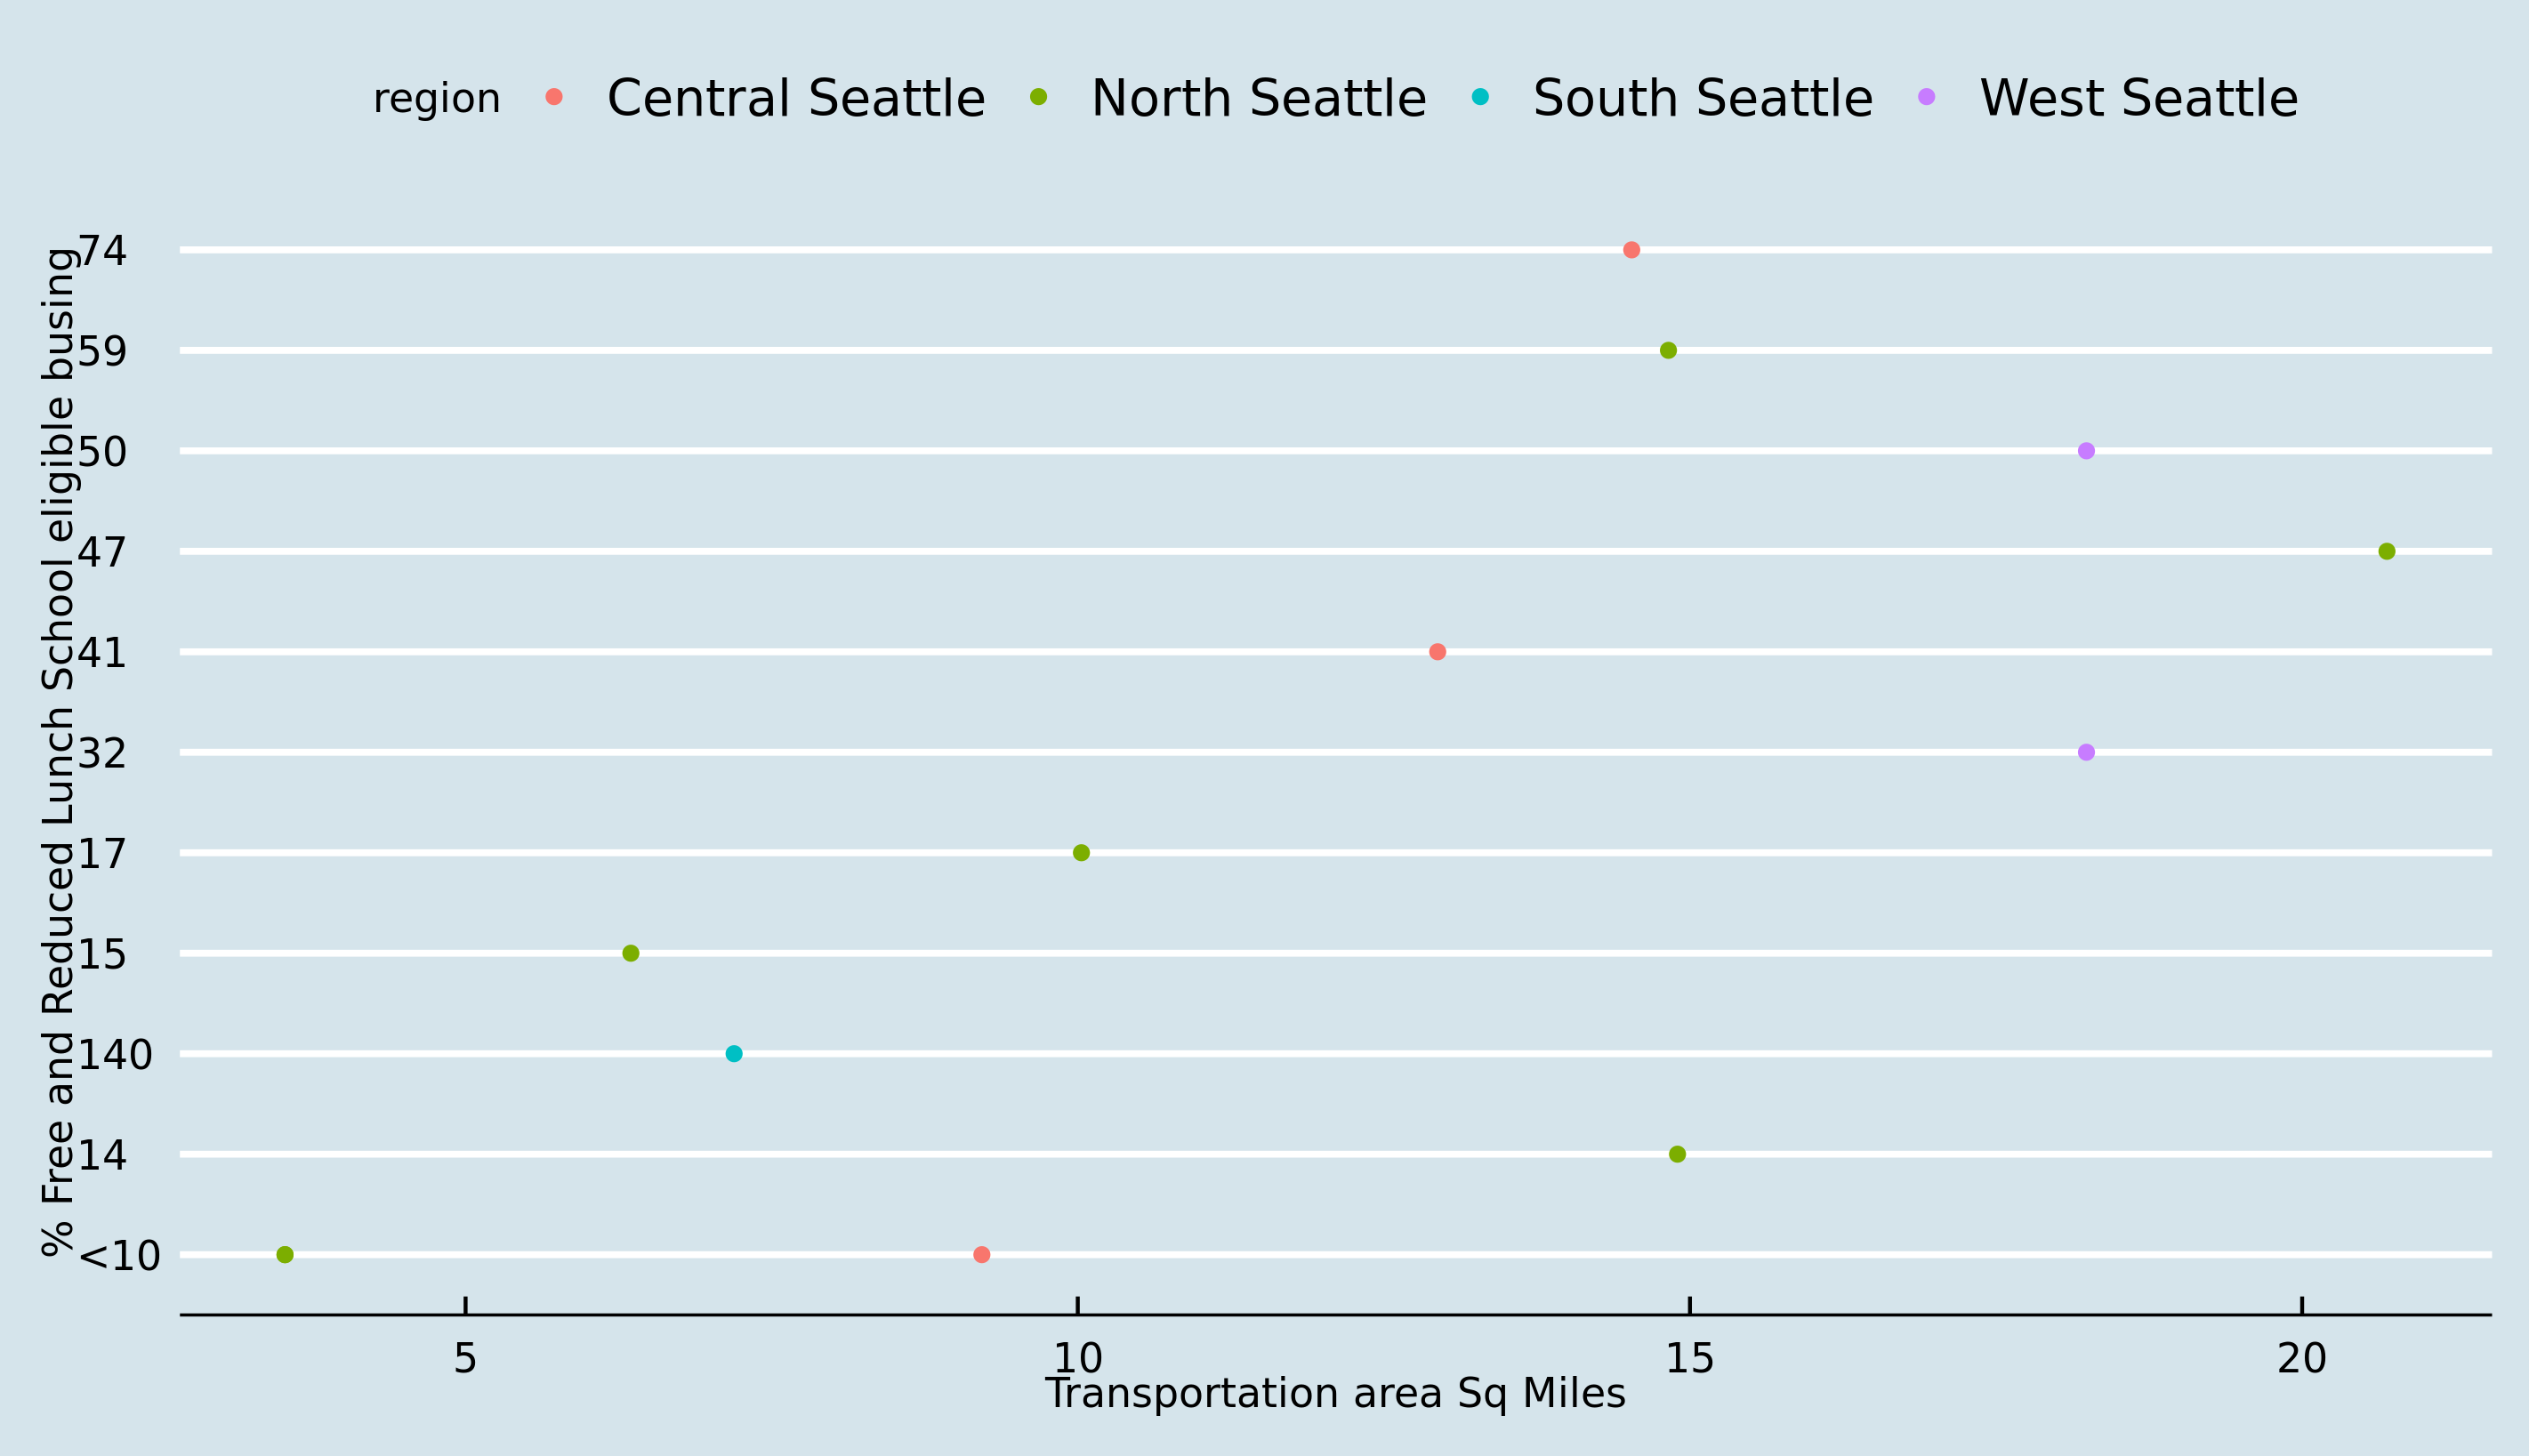 region Central Seattle North Seattle South Seattle West Seattle
% Free and Reduced Lunch School eligible busing
74
59
50
47
41
32
17
15
140
14
<10
5 10 15 20
Transportation area Sq Miles